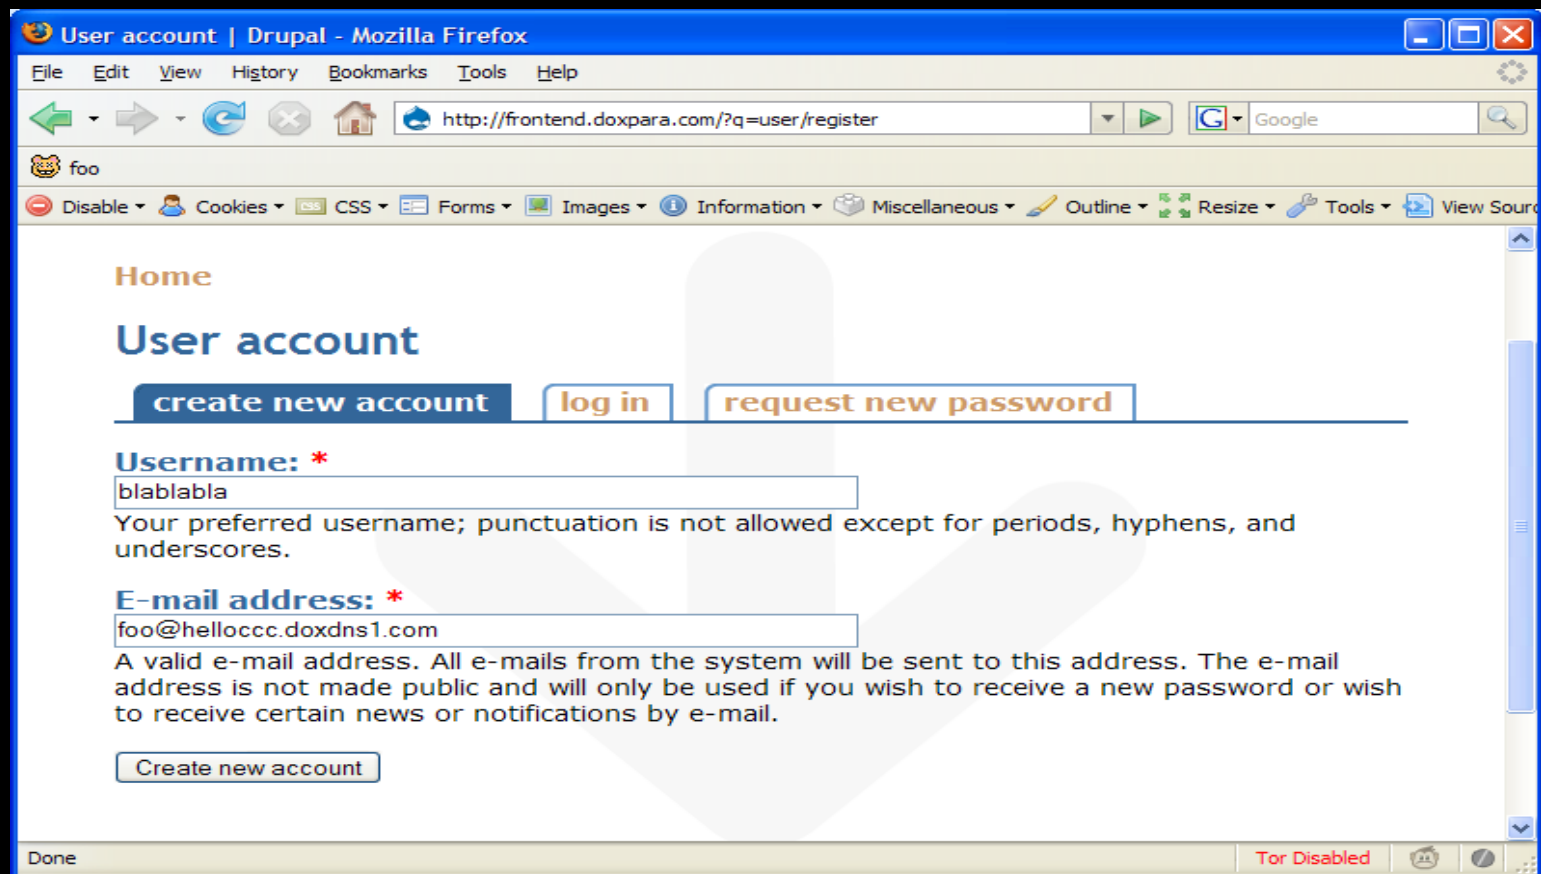 User account | Drupal - Mozilla Firefox
File Edit View History Bookmarks Tools Help
http://frontend.doxpara.com/?q=user/register G Google
foo
Disable Cookies CSS CSS Forms Images Information Miscellaneous Outline Resize Tools View Sourc
Home
User account
create new account log in request new password
Username: *
blablabla
Your preferred username; punctuation is not allowed except for periods, hyphens, and
underscores.
E-mail address: *
foo@helloccc.doxdns1.com
A valid e-mail address. All e-mails from the system will be sent to this address. The e-mail
address is not made public and will only be used if you wish to receive a new password or wish
to receive certain news or notifications by e-mail.
Create new account
Done Tor Disabled